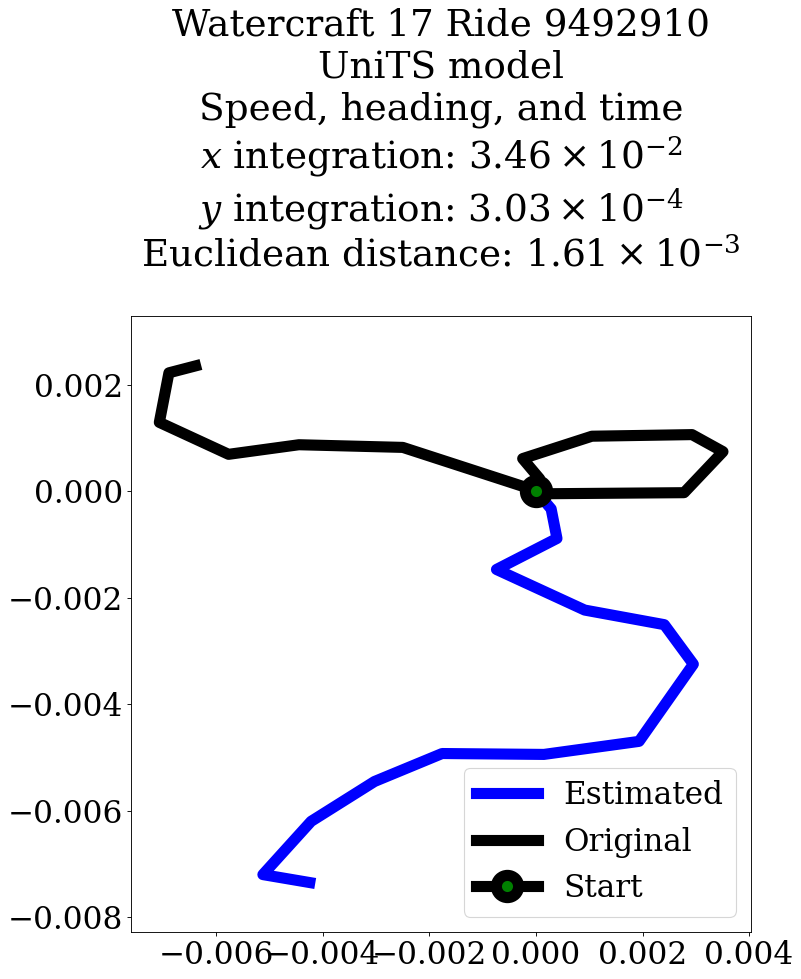 Watercraft 17 Ride 9492910
UniTS model
Speed, heading, and time
x integration: 3.46 × 10⁻²
y integration: 3.03 × 10⁻⁴
Euclidean distance: 1.61 × 10⁻³
0.002
0.000
−0.002
−0.004
−0.006
−0.008
Estimated
Original
Start
−0.006 −0.004 −0.002 0.000 0.002 0.004